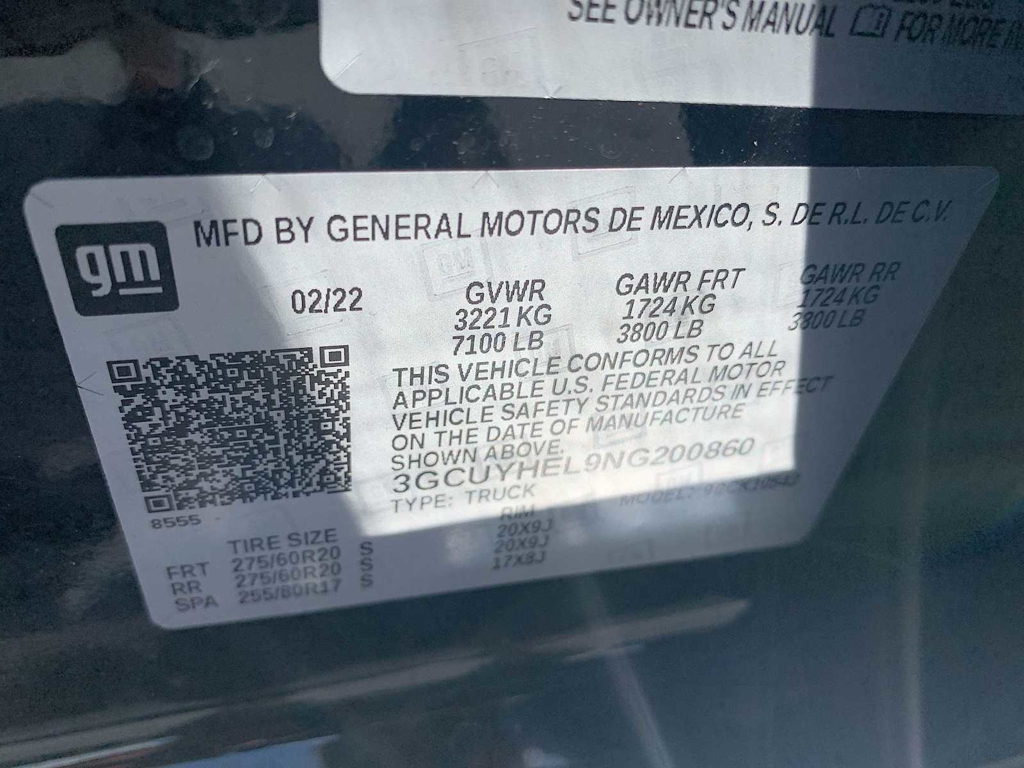 SEE OWNER'S MANUAL FOR MORE
gm
MFD BY GENERAL MOTORS DE MEXICO, S. DE R.L. DE C.V.
02/22
GVWR
3221 KG
7100 LB
GAWR FRT
1724 KG
3800 LB
GAWR RR
1724 KG
3800 LB
THIS VEHICLE CONFORMS TO ALL
APPLICABLE U.S. FEDERAL MOTOR
VEHICLE SAFETY STANDARDS IN EFFECT
ON THE DATE OF MANUFACTURE
SHOWN ABOVE.
3GCUYHEL9NG200860
TYPE: TRUCK MODEL:
8555
TIRE SIZE RIM
FRT 275/60R20 S 20X9J
RR 275/60R20 S 20X9J
SPA 255/80R17 S 17X8J